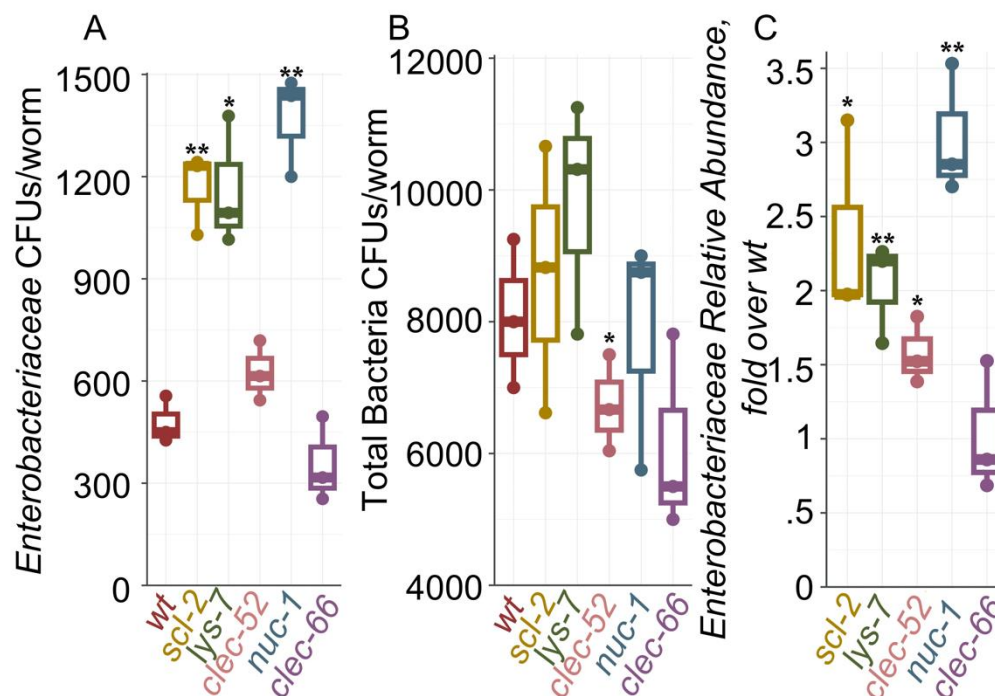 A
Enterobacteriaceae CFUs/worm
1500
1200
900
600
300
0
**
*
**
wt
scl-2
lys-7
clec-52
nuc-1
clec-66
B
Total Bacteria CFUs/worm
12000
10000
8000
6000
4000
*
wt
scl-2
lys-7
clec-52
nuc-1
clec-66
C
Enterobacteriaceae Relative Abundance,
fold over wt
3.5
3
2.5
2
1.5
1
.5
0
*
**
*
**
scl-2
lys-7
clec-52
nuc-1
clec-66